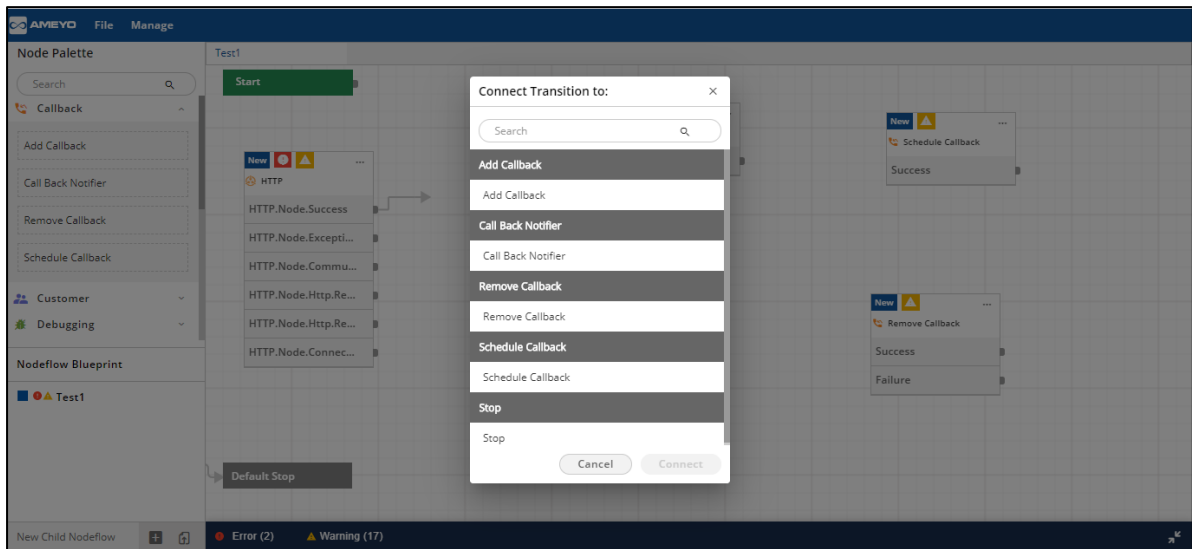 AMEYO File Manage
Node Palette
Test1
Search
Start
Callback
Add Callback
Call Back Notifier
Remove Callback
Schedule Callback
Customer
Debugging
Nodeflow Blueprint
Test1
New Child Nodeflow
New
HTTP
HTTP.Node.Success
HTTP.Node.Excepti...
HTTP.Node.Commu...
HTTP.Node.Http.Re...
HTTP.Node.Http.Re...
HTTP.Node.Connec...
Default Stop
Connect Transition to:
Search
Add Callback
Add Callback
Call Back Notifier
Call Back Notifier
Remove Callback
Remove Callback
Schedule Callback
Schedule Callback
Stop
Stop
Cancel Connect
New ...
Schedule Callback
Success
New ...
Remove Callback
Success
Failure
Error (2) Warning (17)